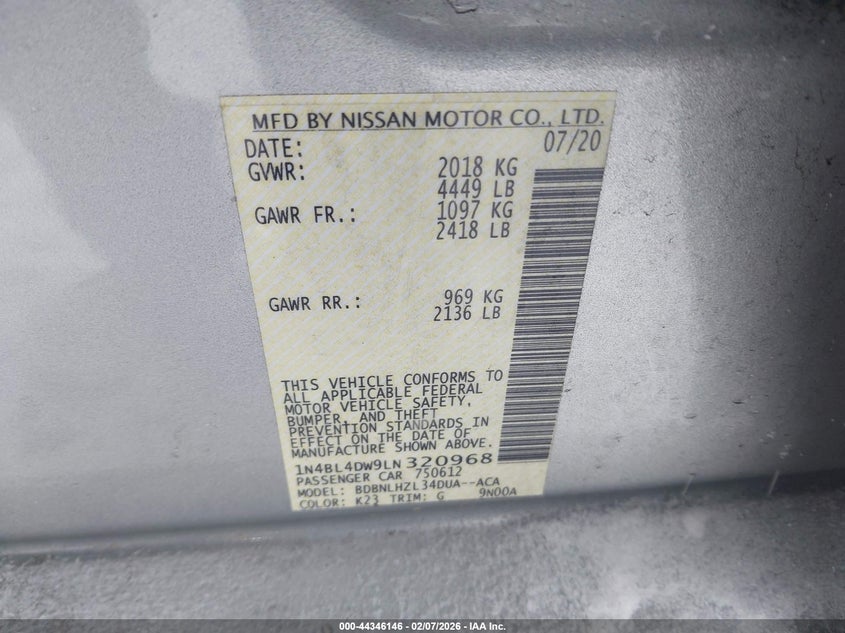 MFD BY NISSAN MOTOR CO., LTD.
DATE: 07/20
GVWR: 2018 KG
4449 LB
GAWR FR.: 1097 KG
2418 LB
GAWR RR.: 969 KG
2136 LB
THIS VEHICLE CONFORMS TO
ALL APPLICABLE FEDERAL
MOTOR VEHICLE SAFETY,
BUMPER, AND THEFT
PREVENTION STANDARDS IN
EFFECT ON THE DATE OF
MANUFACTURE SHOWN ABOVE.
1N4BL4DW9LN320968
PASSENGER CAR 750612
MODEL: BDBNLHZL34DUA--ACA
COLOR: K23 TRIM: G 9N00A
000-44346146 - 02/07/2026 - IAA Inc.